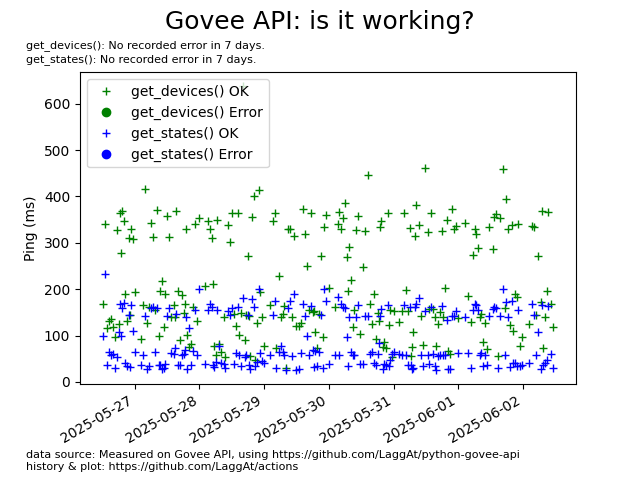 Govee API: is it working?
get_devices(): No recorded error in 7 days.
get_states(): No recorded error in 7 days.
get_devices() OK
get_devices() Error
get_states() OK
get_states() Error
Ping (ms)
600
500
400
300
200
100
0
2025-05-27
2025-05-28
2025-05-29
2025-05-30
2025-05-31
2025-06-01
2025-06-02
data source: Measured on Govee API, using https://github.com/LaggAt/python-govee-api
history & plot: https://github.com/LaggAt/actions